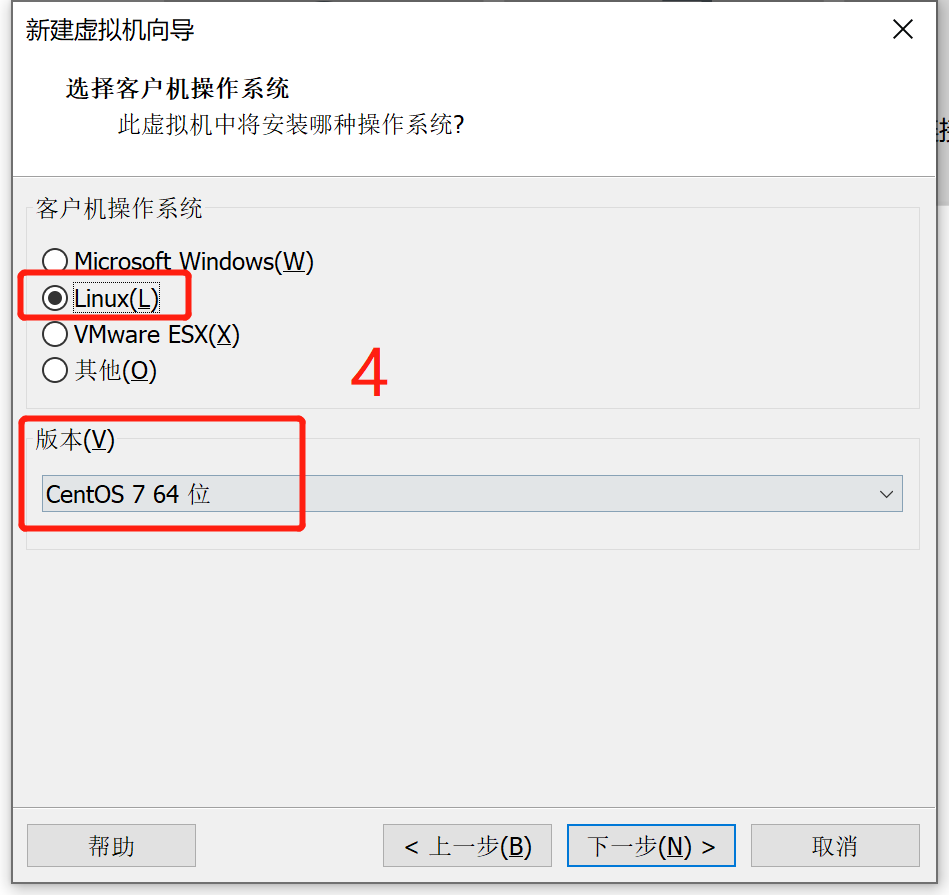 新建虚拟机向导
选择客户机操作系统
此虚拟机中将安装哪种操作系统?
客户机操作系统
Microsoft Windows(W)
Linux(L)
VMware ESX(X)
其他(O)
4
版本(V)
CentOS 7 64 位
帮助
< 上一步(B)
下一步(N) >
取消